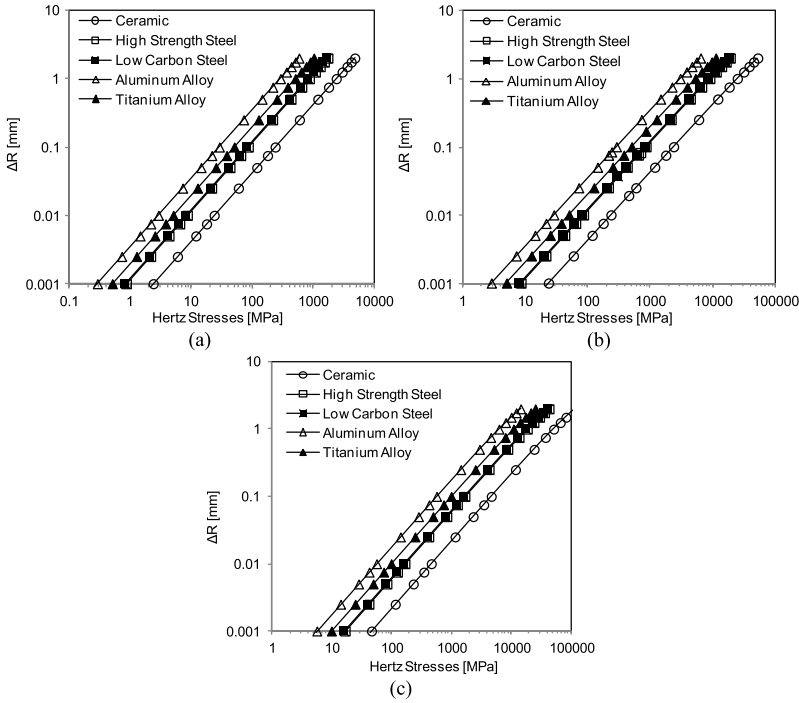 10
1
0.1
0.01
0.001
ΔR [mm]
Ceramic
High Strength Steel
Low Carbon Steel
Aluminum Alloy
Titanium Alloy
0.1 1 10 100 1000 10000
Hertz Stresses [MPa]
(a)
10
1
0.1
0.01
0.001
ΔR [mm]
Ceramic
High Strength Steel
Low Carbon Steel
Aluminum Alloy
Titanium Alloy
1 10 100 1000 10000 100000
Hertz Stresses [MPa]
(b)
10
1
0.1
0.01
0.001
ΔR [mm]
Ceramic
High Strength Steel
Low Carbon Steel
Aluminum Alloy
Titanium Alloy
1 10 100 1000 10000 100000
Hertz Stresses [MPa]
(c)